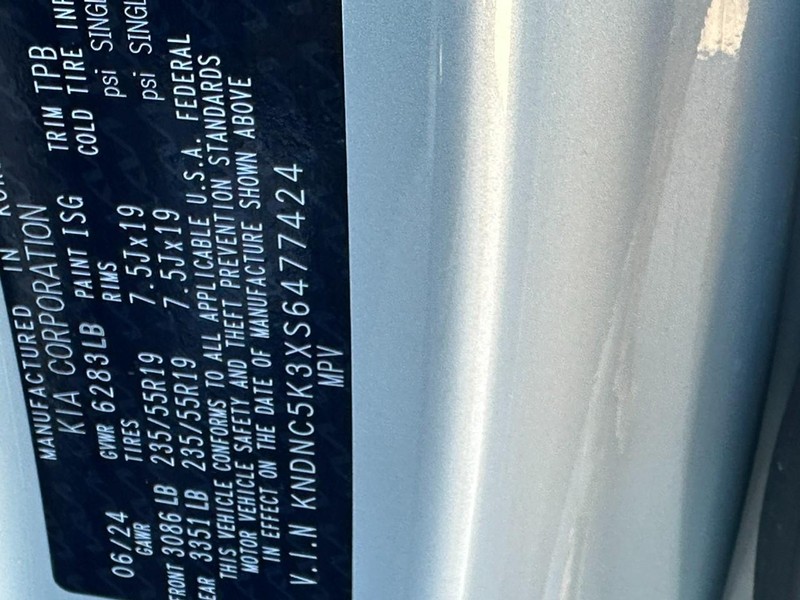 MANUFACTURED IN
KIA CORPORATION
06/24 GVWR 6283LB PAINT ISG TRIM TPB
GAWR TIRES RIMS COLD TIRE
FRONT 3086 LB 235/55R19 7.5Jx19 psi
3351 LB 235/55R19 7.5Jx19 psi
THIS VEHICLE CONFORMS TO ALL APPLICABLE U.S.A. FEDERAL
MOTOR VEHICLE SAFETY AND THEFT PREVENTION STANDARDS
IN EFFECT ON THE DATE OF MANUFACTURE SHOWN ABOVE
V.I.N KNDNC5K3XS6477424
MPV